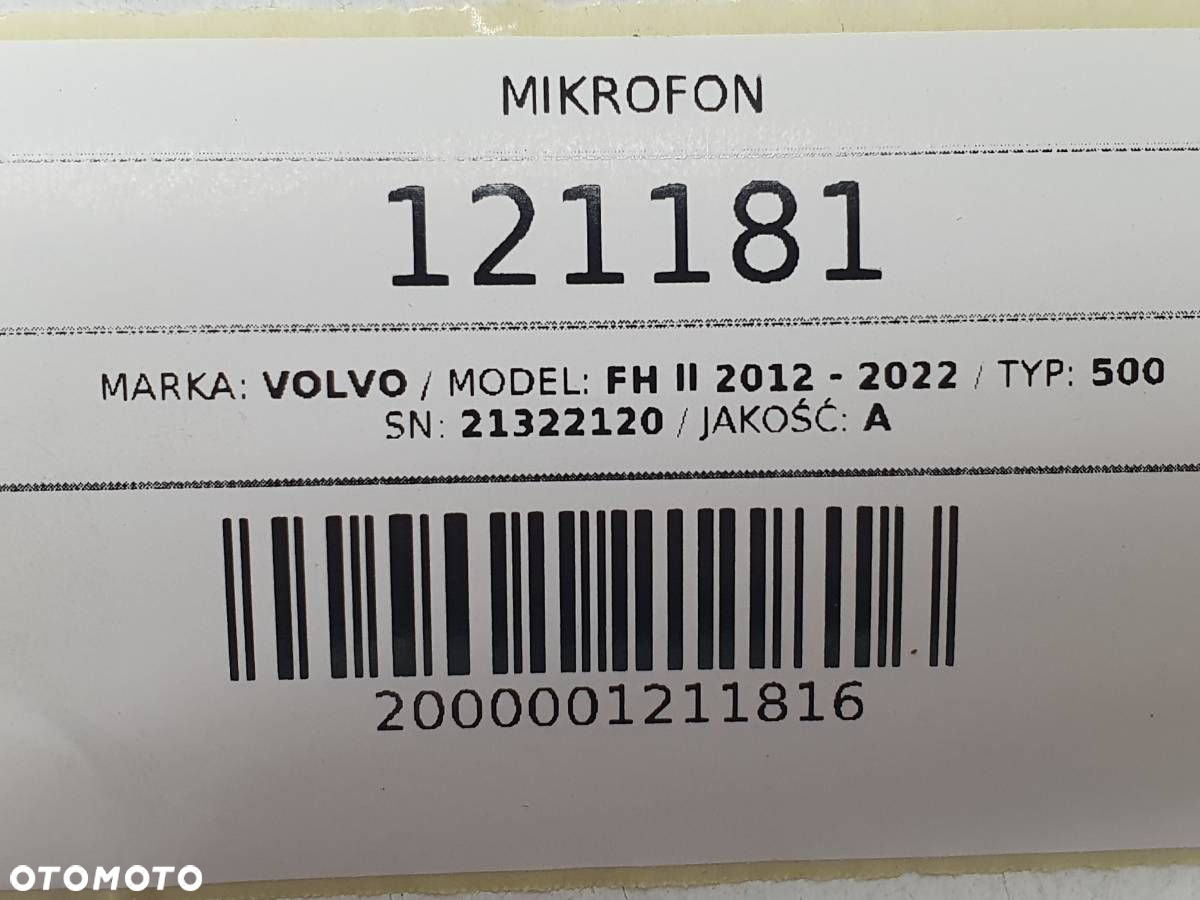 MIKROFON
121181
MARKA: VOLVO / MODEL: FH II 2012 - 2022 / TYP: 500
SN: 21322120 / JAKOŚĆ: A
2000001211816
OTOMOTO